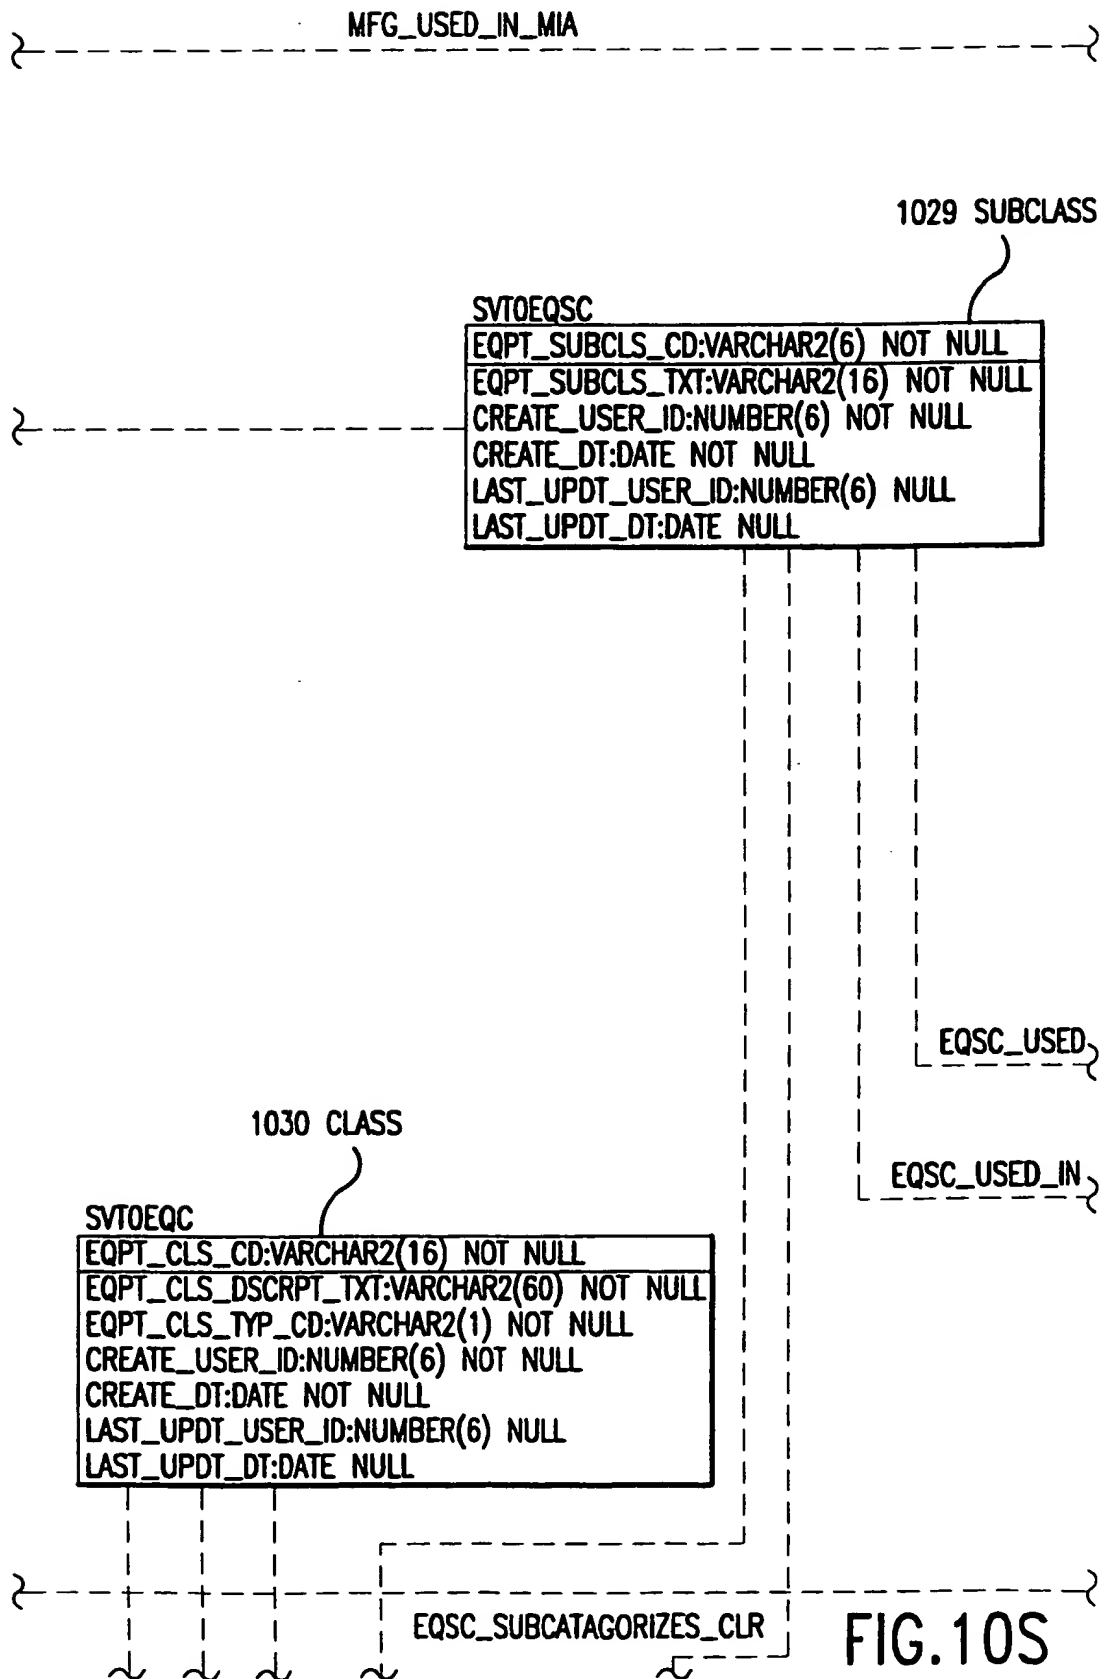 MFG_USED_IN_MIA
1029 SUBCLASS
SVTOEQSC
EQPT_SUBCLS_CD:VARCHAR2(6) NOT NULL
EQPT_SUBCLS_TXT:VARCHAR2(16) NOT NULL
CREATE_USER_ID:NUMBER(6) NOT NULL
CREATE_DT:DATE NOT NULL
LAST_UPDT_USER_ID:NUMBER(6) NULL
LAST_UPDT_DT:DATE NULL
EQSC_USED
1030 CLASS
EQSC_USED_IN
SVTOEQC
EQPT_CLS_CD:VARCHAR2(16) NOT NULL
EQPT_CLS_DSCRPT_TXT:VARCHAR2(60) NOT NULL
EQPT_CLS_TYP_CD:VARCHAR2(1) NOT NULL
CREATE_USER_ID:NUMBER(6) NOT NULL
CREATE_DT:DATE NOT NULL
LAST_UPDT_USER_ID:NUMBER(6) NULL
LAST_UPDT_DT:DATE NULL
EQSC_SUBCATAGORIZES_CLR
FIG.10S